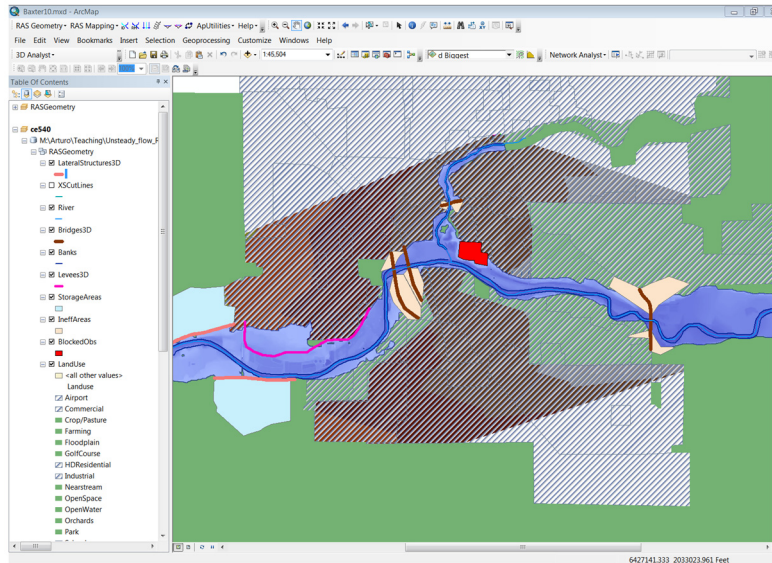 Baxter10.mxd - ArcMap
RAS Geometry RAS Mapping ApUtilities Help
File Edit View Bookmarks Insert Selection Geoprocessing Customize Windows Help
3D Analyst 1:45,504 d Biggest Network Analyst
Table Of Contents
RASGeometry
ce540
M:\Arturo\Teaching\Unsteady_flow_F
RASGeometry
LateralStructures3D
XSCutLines
River
Bridges3D
Banks
Levees3D
StorageAreas
IneffAreas
BlockedObs
LandUse
<all other values>
Landuse
Airport
Commercial
Crop/Pasture
Farming
Floodplain
GolfCourse
HDResidential
Industrial
Nearstream
OpenSpace
OpenWater
Orchards
Park
6427141.333 2033023.961 Feet